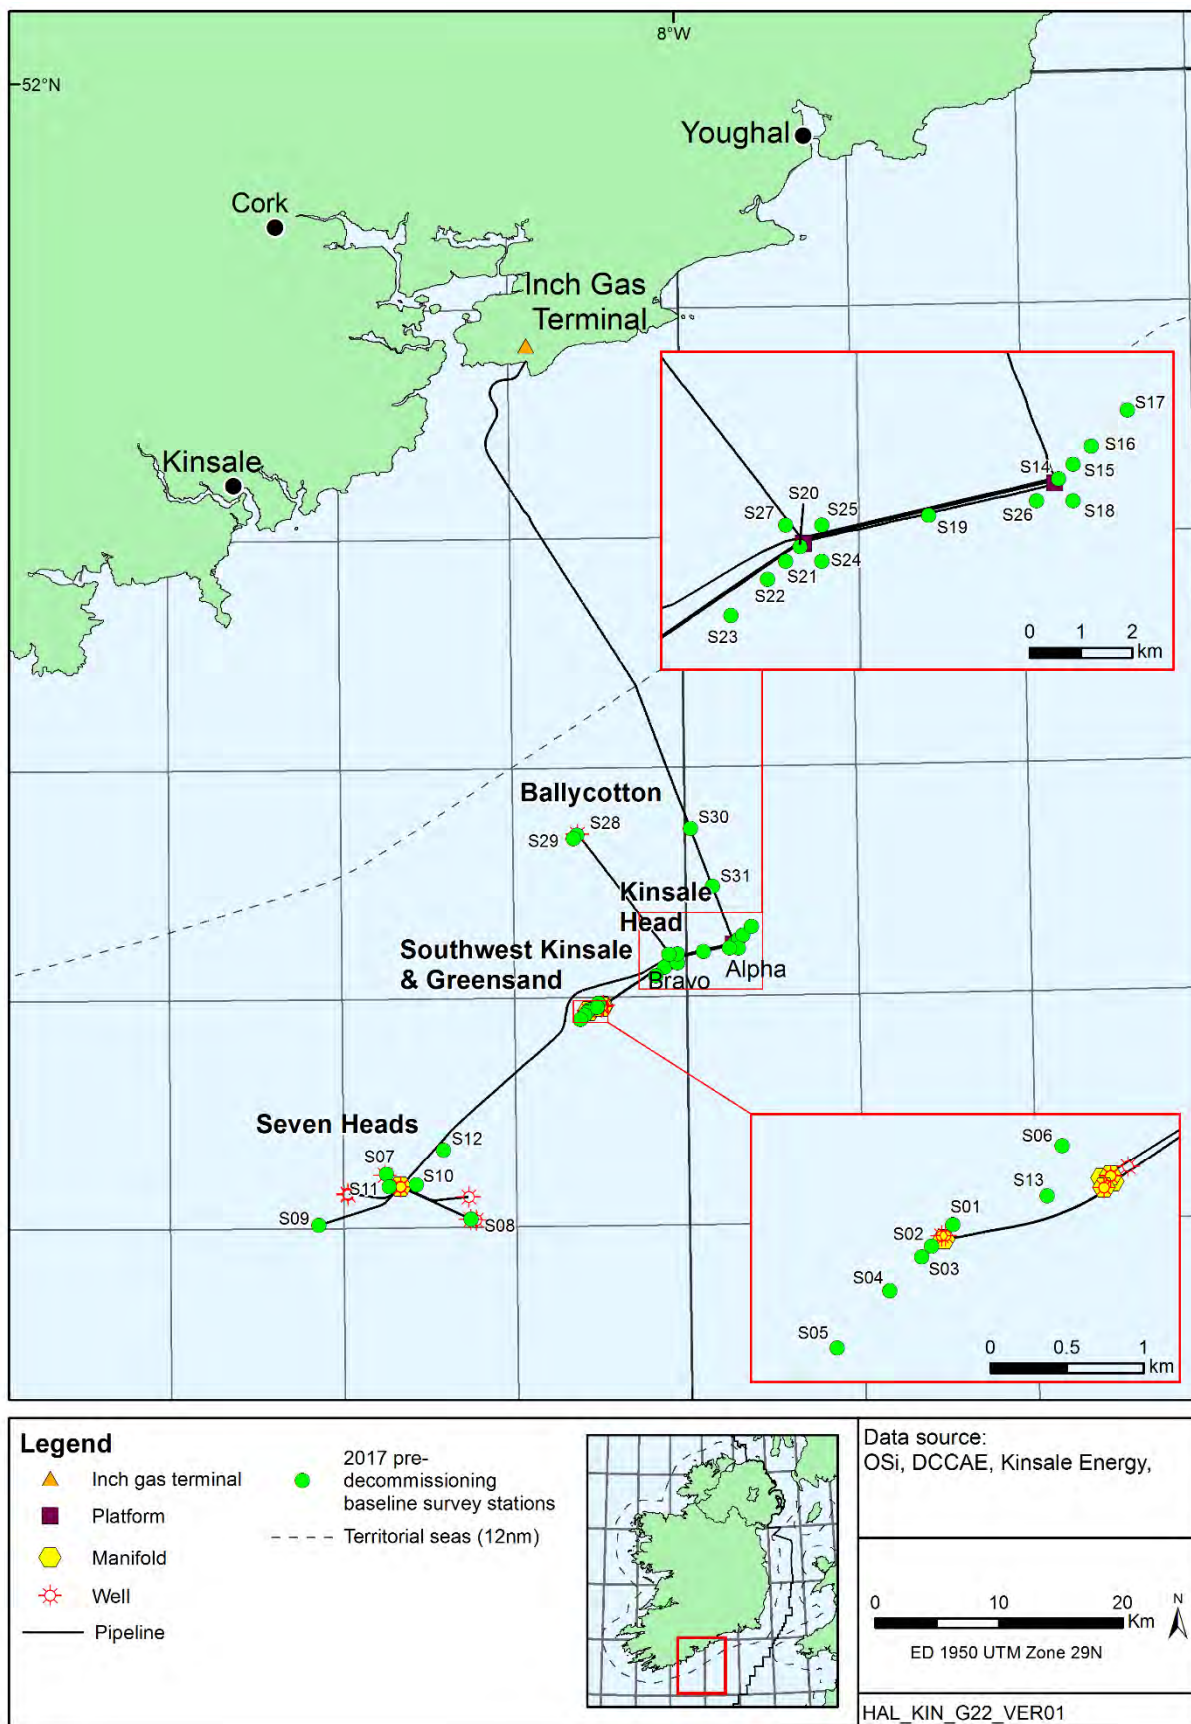 8°W
52°N
Youghal
Cork
Inch Gas
Terminal
Kinsale
S17
S16
S14
S15
S20
S27
S25
S19
S26
S18
S21
S24
S22
S23
0 1 2
km
Ballycotton
S28
S29
S30
S31
Kinsale
Head
Southwest Kinsale
& Greensand
Alpha
Bravo
Seven Heads
S12
S07
S10
S11
S09
S08
S06
S13
S01
S02
S03
S04
S05
0 0.5 1
km
Legend
Inch gas terminal
Platform
Manifold
Well
Pipeline
2017 pre-
decommissioning
baseline survey stations
Territorial seas (12nm)
Data source:
OSi, DCCAE, Kinsale Energy,
0 10 20
Km
N
ED 1950 UTM Zone 29N
HAL_KIN_G22_VER01